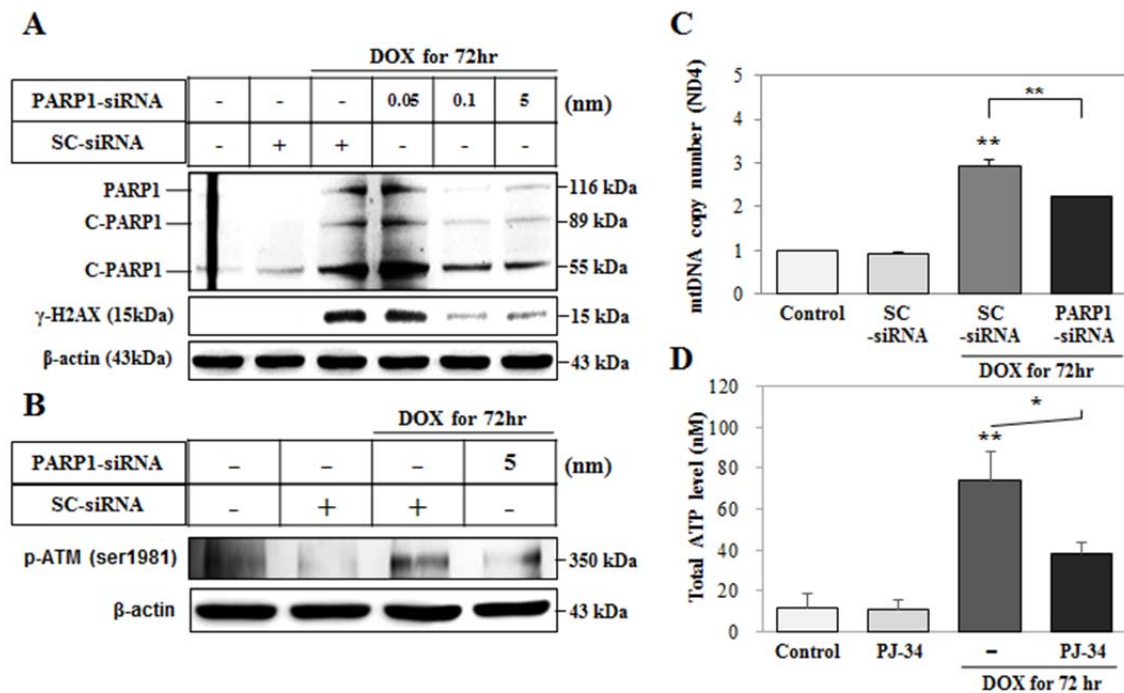 A
DOX for 72hr
PARP1-siRNA - - - 0.05 0.1 5 (nm)
SC-siRNA - + + - - -
PARP1 116 kDa
C-PARP1 89 kDa
C-PARP1 55 kDa
γ-H2AX (15kDa) 15 kDa
β-actin (43kDa) 43 kDa
B
DOX for 72hr
PARP1-siRNA - - - 5 (nm)
SC-siRNA - + + -
p-ATM (ser1981) 350 kDa
β-actin 43 kDa
C
mtDNA copy number (ND4)
5
4
3
2
1
0
**
**
Control SC -siRNA SC -siRNA PARP1 -siRNA
DOX for 72hr
D
Total ATP level (nM)
120
100
80
60
40
20
0
*
**
Control PJ-34 – PJ-34
DOX for 72 hr